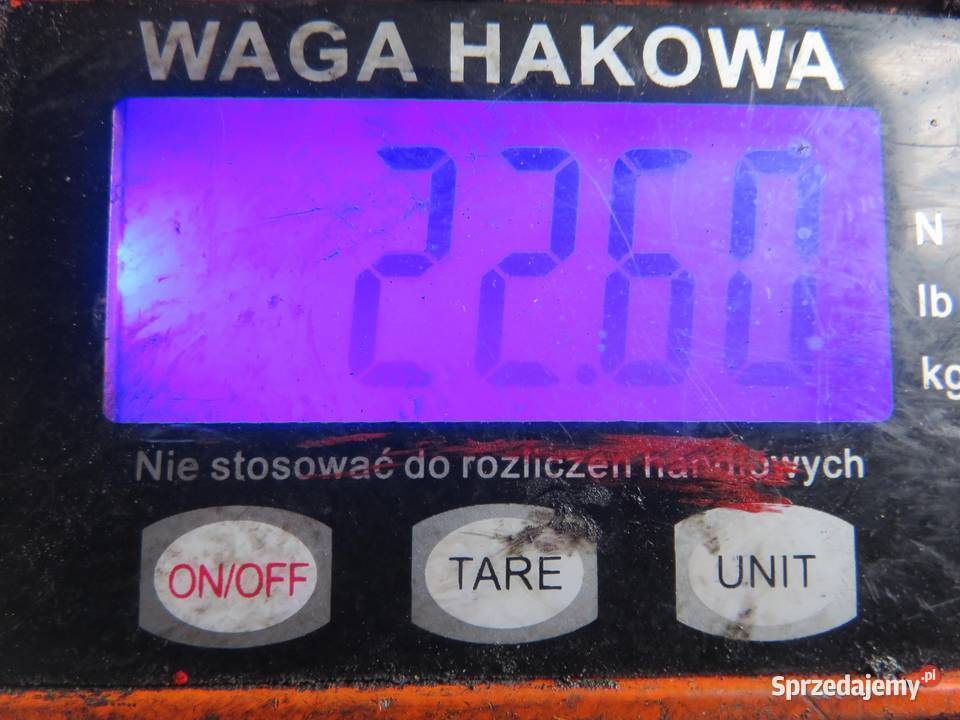 WAGA HAKOWA
22.60
N
lb
kg
Nie stosować do rozliczeń handlowych
ON/OFF
TARE
UNIT
Sprzedajemy.pl